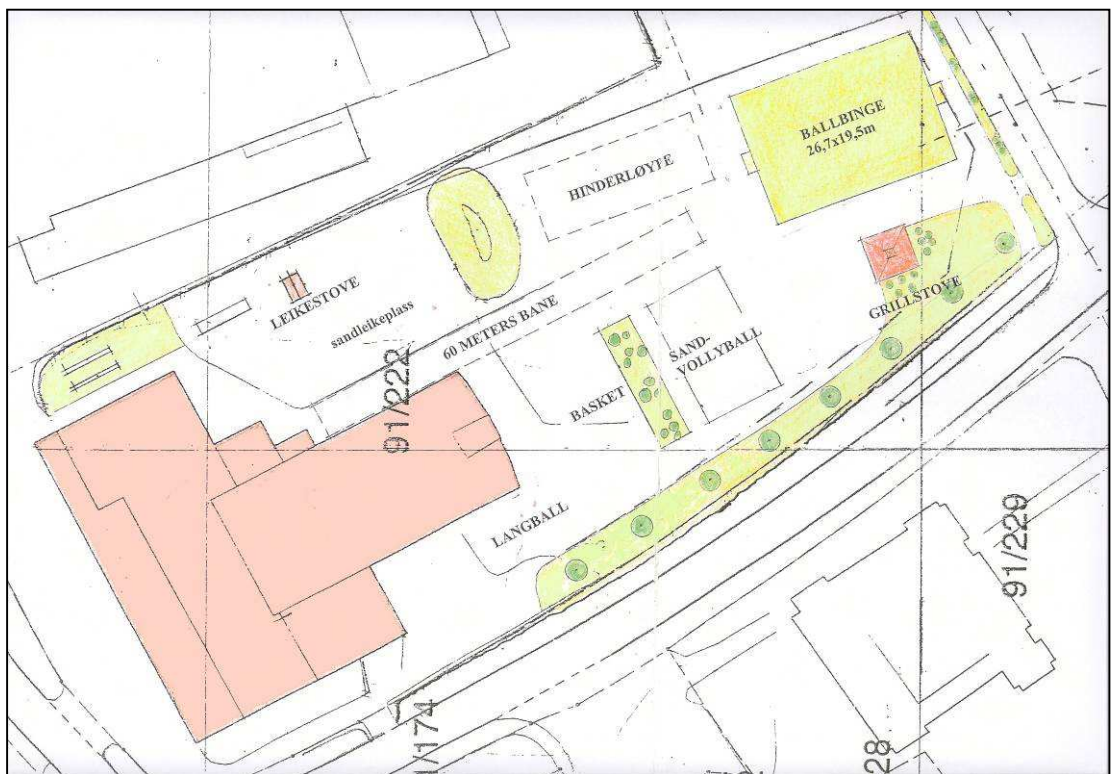 BALLBINGE
26,7x19,5m
HINDERLØYPE
LEIKESTOVE
sandleikeplass
60 METERS BANE
GRILLSTOVE
SAND-
VOLLYBALL
BASKET
91/222
LANGBALL
91/229
1/174
28